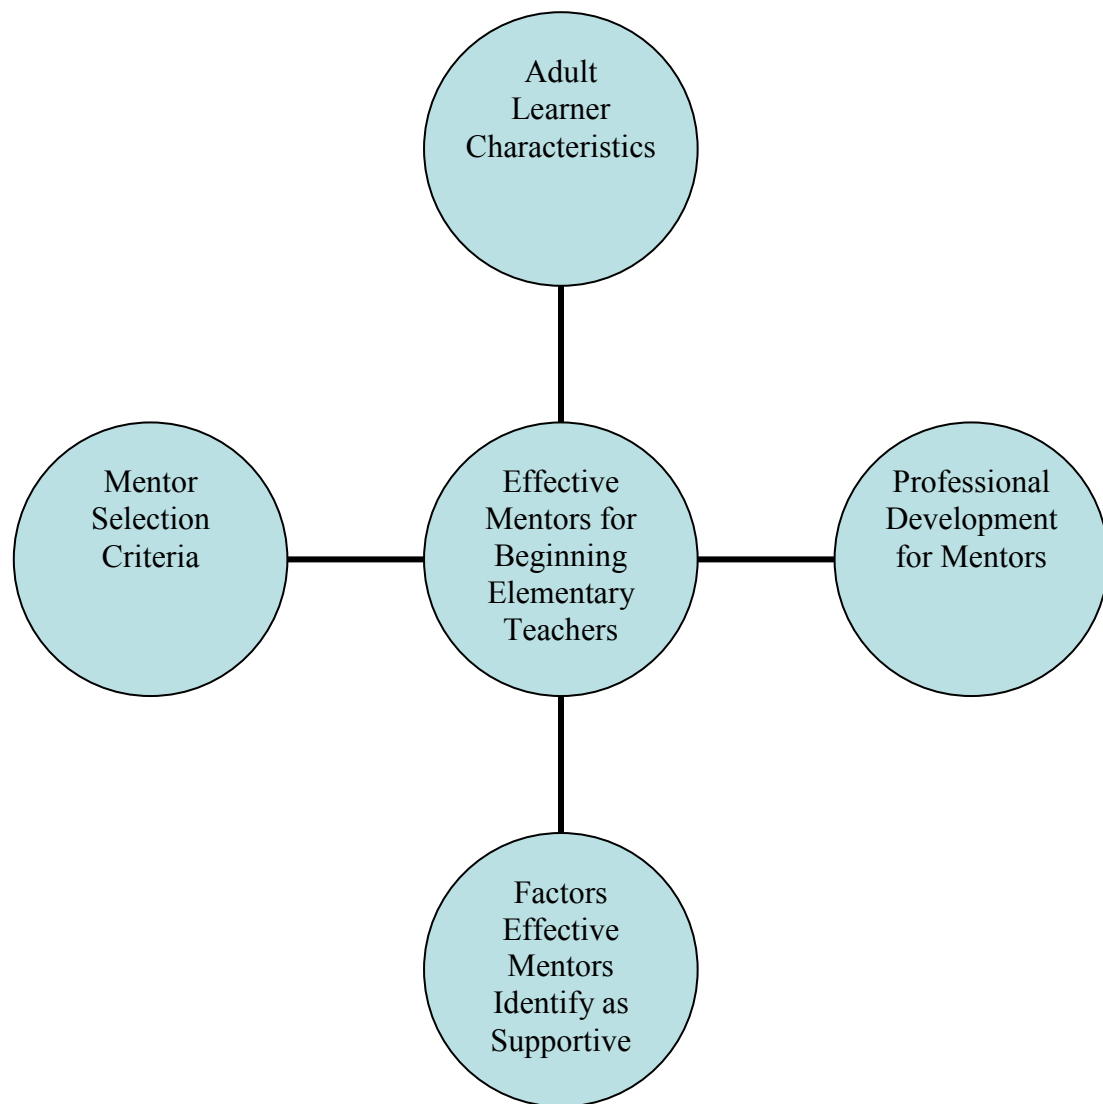 Adult
Learner
Characteristics
Mentor
Selection
Criteria
Effective
Mentors for
Beginning
Elementary
Teachers
Professional
Development
for Mentors
Factors
Effective
Mentors
Identify as
Supportive